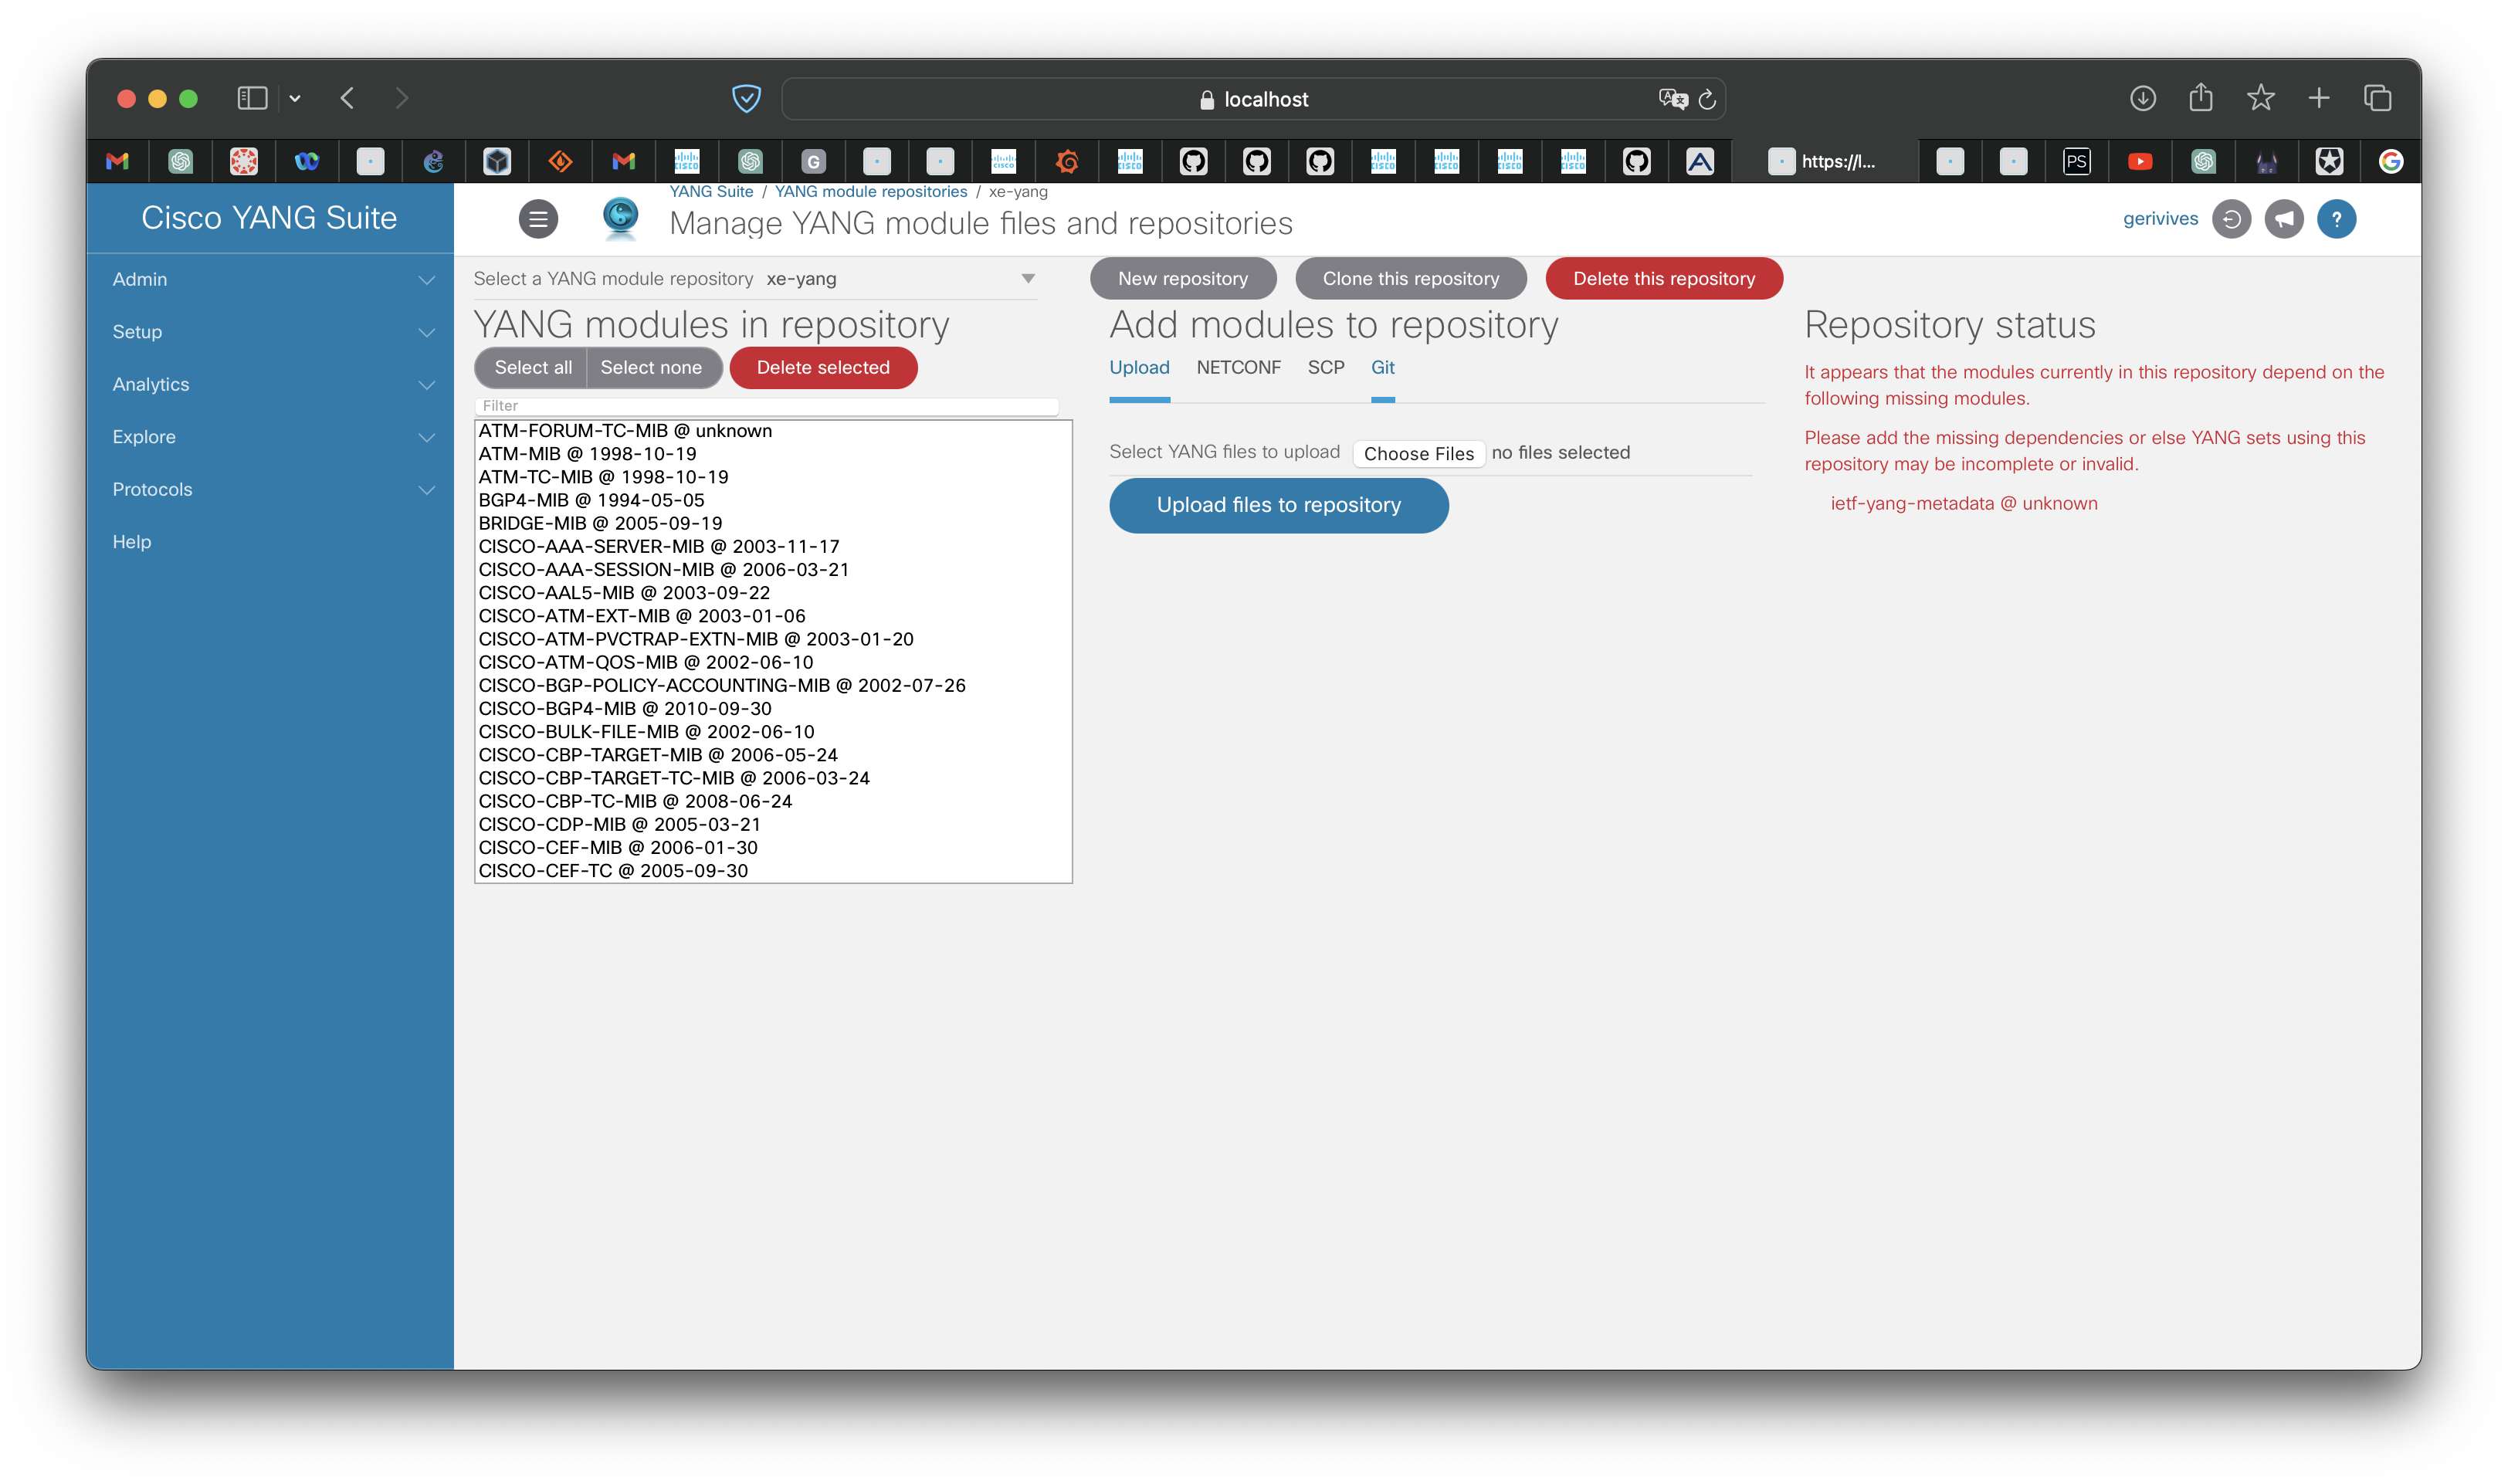 localhost
G
https://l...
PS
Cisco YANG Suite
Admin
Setup
Analytics
Explore
Protocols
Help
YANG Suite / YANG module repositories / xe-yang
Manage YANG module files and repositories
gerivives
?
Select a YANG module repository xe-yang
New repository
Clone this repository
Delete this repository
YANG modules in repository
Select all
Select none
Delete selected
Filter
ATM-FORUM-TC-MIB @ unknown
ATM-MIB @ 1998-10-19
ATM-TC-MIB @ 1998-10-19
BGP4-MIB @ 1994-05-05
BRIDGE-MIB @ 2005-09-19
CISCO-AAA-SERVER-MIB @ 2003-11-17
CISCO-AAA-SESSION-MIB @ 2006-03-21
CISCO-AAL5-MIB @ 2003-09-22
CISCO-ATM-EXT-MIB @ 2003-01-06
CISCO-ATM-PVCTRAP-EXTN-MIB @ 2003-01-20
CISCO-ATM-QOS-MIB @ 2002-06-10
CISCO-BGP-POLICY-ACCOUNTING-MIB @ 2002-07-26
CISCO-BGP4-MIB @ 2010-09-30
CISCO-BULK-FILE-MIB @ 2002-06-10
CISCO-CBP-TARGET-MIB @ 2006-05-24
CISCO-CBP-TARGET-TC-MIB @ 2006-03-24
CISCO-CBP-TC-MIB @ 2008-06-24
CISCO-CDP-MIB @ 2005-03-21
CISCO-CEF-MIB @ 2006-01-30
CISCO-CEF-TC @ 2005-09-30
Add modules to repository
Upload NETCONF SCP Git
Select YANG files to upload Choose Files no files selected
Upload files to repository
Repository status
It appears that the modules currently in this repository depend on the
following missing modules.
Please add the missing dependencies or else YANG sets using this
repository may be incomplete or invalid.
ietf-yang-metadata @ unknown